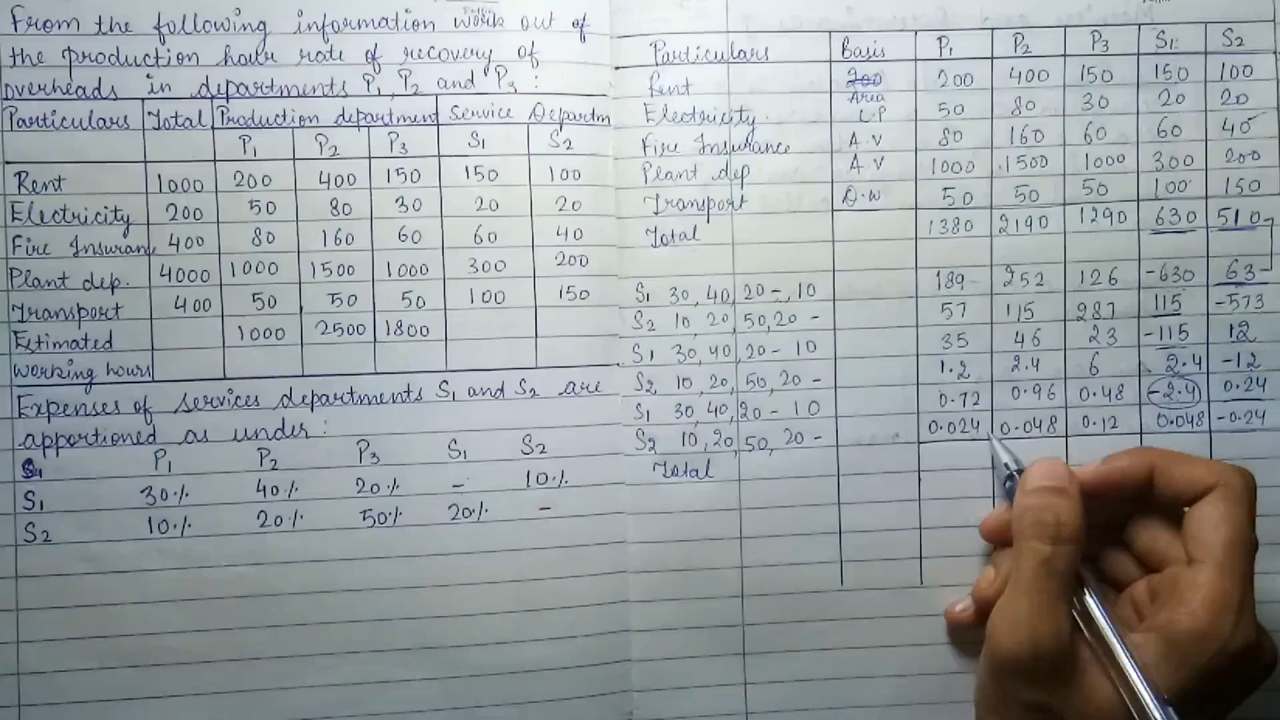 From the following information work out of
the production hour rate of recovery of
overheads in departments P1, P2 and P3 :
Particulars Total Production department Service Departm
P1 P2 P3 S1 S2
Rent 1000 200 400 150 150 100
Electricity 200 50 80 30 20 20
Fire Insuran 400 80 160 60 60 40
Plant dep. 4000 1000 1500 1000 300 200
Transport 400 50 50 50 100 150
Estimated 1000 2500 1800
working hours
Expenses of services departments S1 and S2 are
apportioned as under :
P1 P2 P3 S1 S2
S1 30% 40% 20% - 10%
S2 10% 20% 50% 20% -
Particulars Basis P1 P2 P3 S1 S2
Rent Area 200 400 150 150 100
Electricity L.P 50 80 30 20 20
Fire Insurance A.V 80 160 60 60 40
Plant dep A.V 1000 1500 1000 300 200
Transport D.W 50 50 50 100 150
Total 1380 2190 1290 630 510
S1 30, 40, 20 -, 10 189 252 126 -630 63
S2 10, 20, 50, 20 - 57 115 287 115 -573
S1 30, 40, 20 - 10 35 46 23 -115 12
S2 10, 20, 50, 20 - 1.2 2.4 6 2.4 -12
S1 30, 40, 20 - 10 0.72 0.96 0.48 -2.4 0.24
S2 10, 20, 50, 20 - 0.024 0.048 0.12 0.048 -0.24
Total